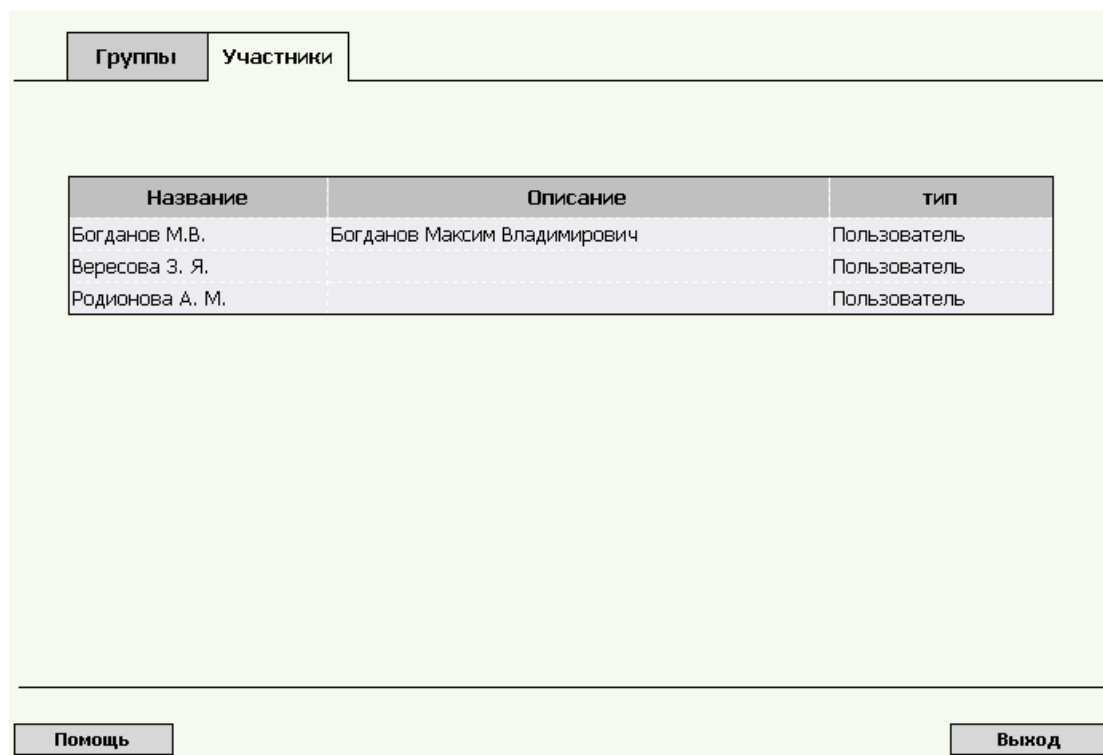 Группы Участники
Название Описание тип
Богданов М.В. Богданов Максим Владимирович Пользователь
Вересова З. Я. Пользователь
Родионова А. М. Пользователь
Помощь Выход